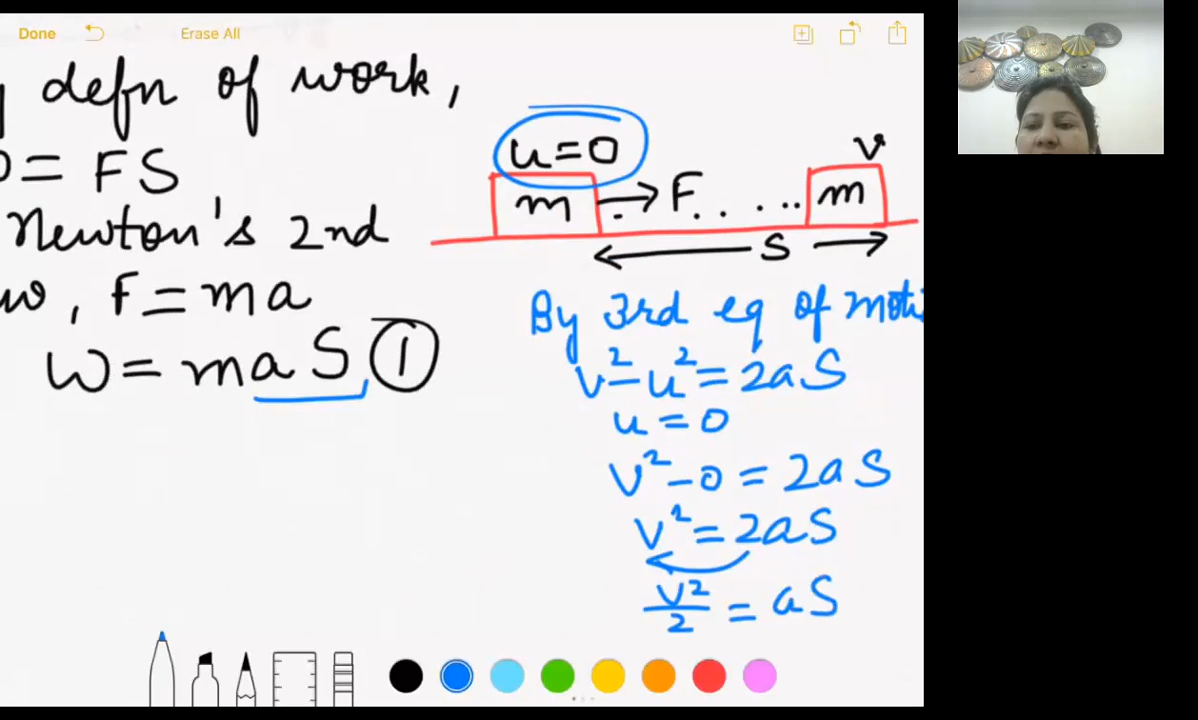 Done Erase All
defn of work,
= FS
Newton's 2nd
, F = ma
W = maS ①
u = 0
v
m → F . . . . . . m
S
By 3rd eq of moti
v² - u² = 2aS
u = 0
v² - 0 = 2aS
v² = 2aS
v²/2 = aS